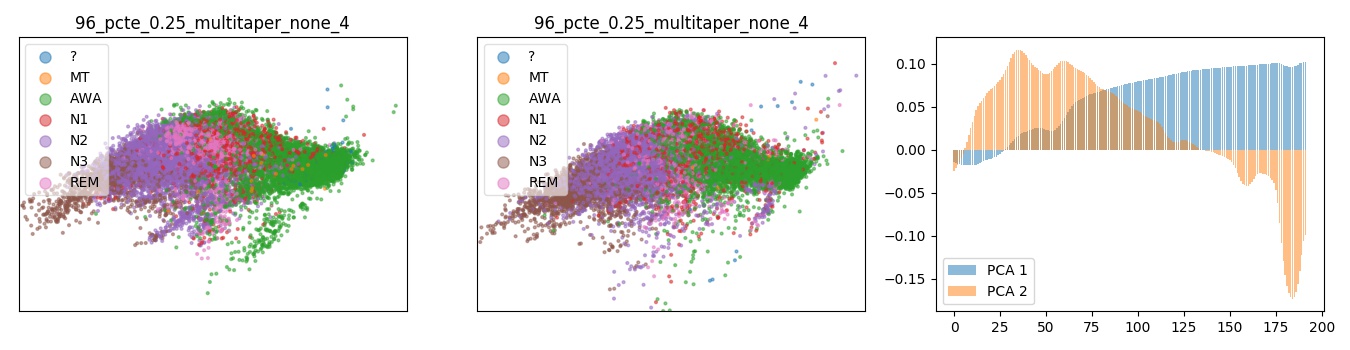 96_pcte_0.25_multitaper_none_4
?
MT
AWA
N1
N2
N3
REM
96_pcte_0.25_multitaper_none_4
?
MT
AWA
N1
N2
N3
REM
0.10
0.05
0.00
−0.05
−0.10
−0.15
PCA 1
PCA 2
0
25
50
75
100
125
150
175
200